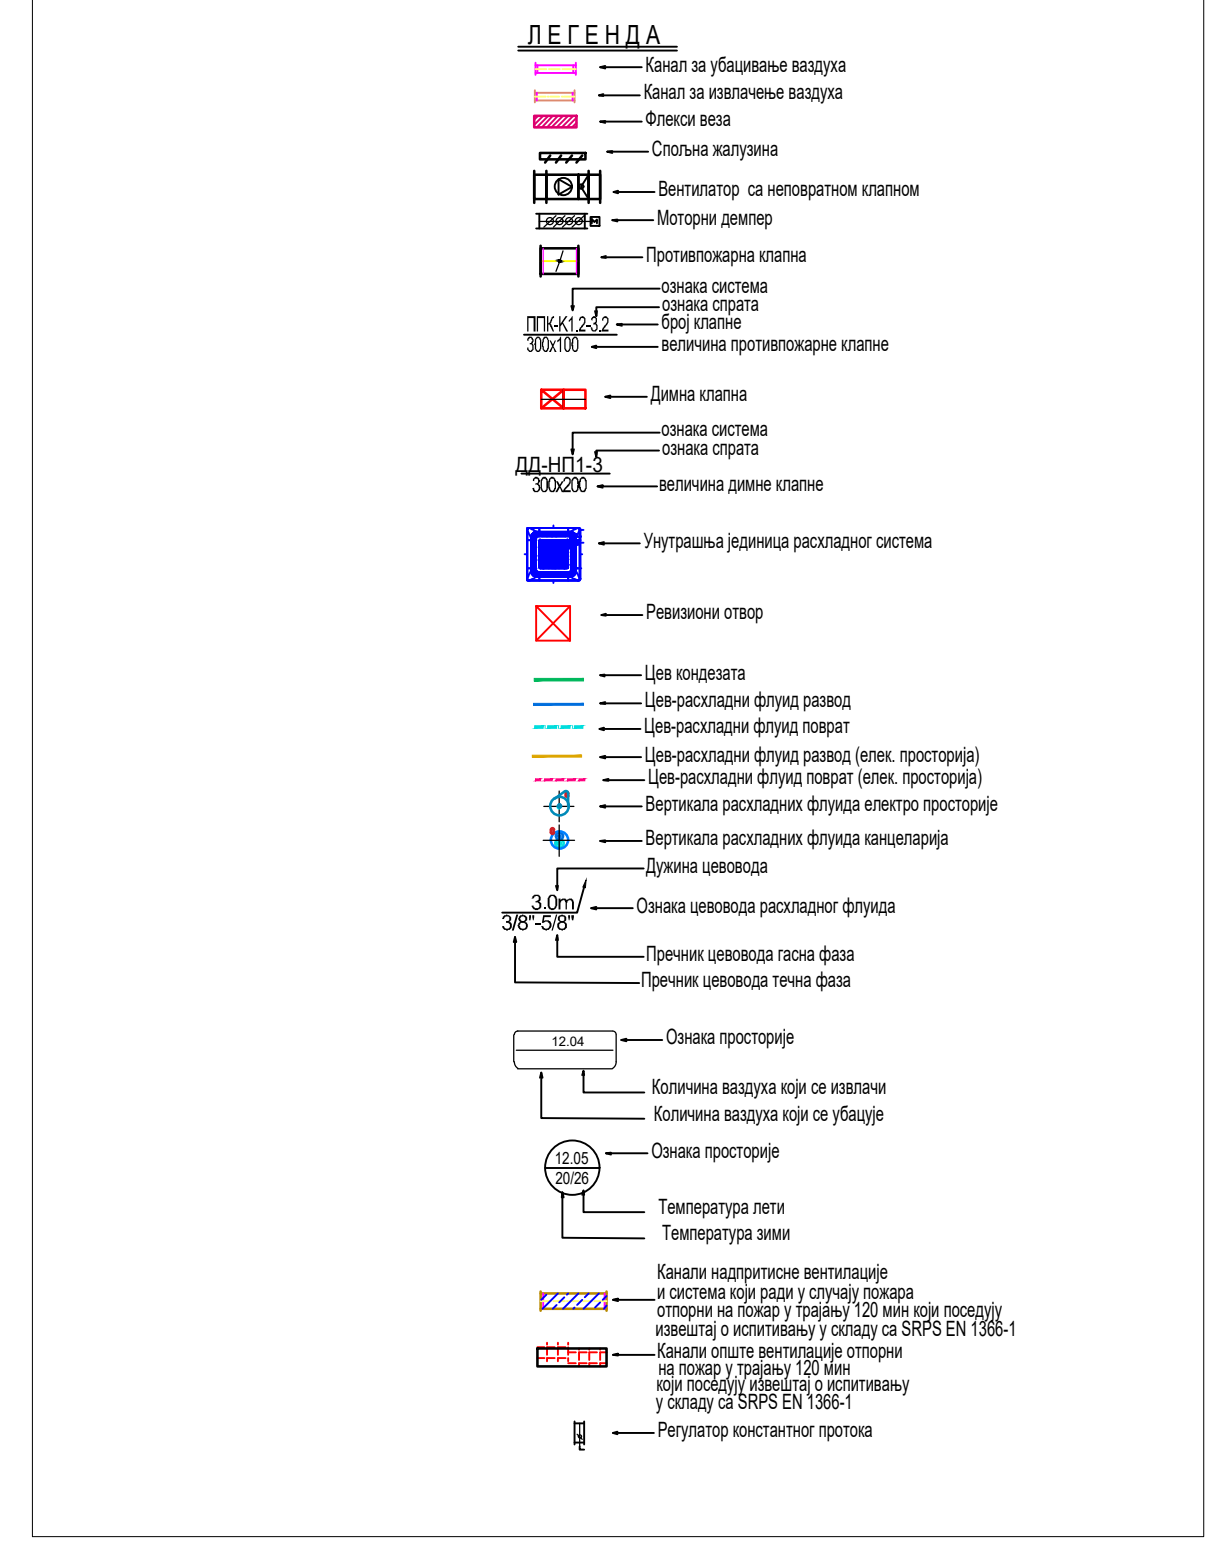 ЛЕГЕНДА
Канал за убацивање ваздуха
Канал за извлачење ваздуха
Флекси веза
Спољна жалузина
Вентилатор са неповратном клапном
М
Моторни демпер
Противпожарна клапна
ознака система
ознака спрата
ППК-К1.2-3.2
број клапне
300x100
величина противпожарне клапне
Димна клапна
ознака система
ознака спрата
ДД-НП1-3
300x200
величина димне клапне
Унутрашња јединица расхладног система
Ревизиони отвор
Цев кондезата
Цев-расхладни флуид развод
Цев-расхладни флуид поврат
Цев-расхладни флуид развод (елек. просторија)
Цев-расхладни флуид поврат (елек. просторија)
Вертикала расхладних флуида електро просторије
Вертикала расхладних флуида канцеларија
Дужина цевовода
3.0m
Ознака цевовода расхладног флуида
3/8"-5/8"
Пречник цевовода гасна фаза
Пречник цевовода течна фаза
12.04
Ознака просторије
Количина ваздуха који се извлачи
Количина ваздуха који се убацује
Ознака просторије
12.05
20/26
Температура лети
Температура зими
Канали надпритисне вентилације
и система који ради у случају пожара
отпорни на пожар у трајању 120 мин који поседују
извештај о испитивању у складу са SRPS EN 1366-1
Канали опште вентилације отпорни
на пожар у трајању 120 мин
који поседују извештај о испитивању
у складу са SRPS EN 1366-1
Регулатор константног протока